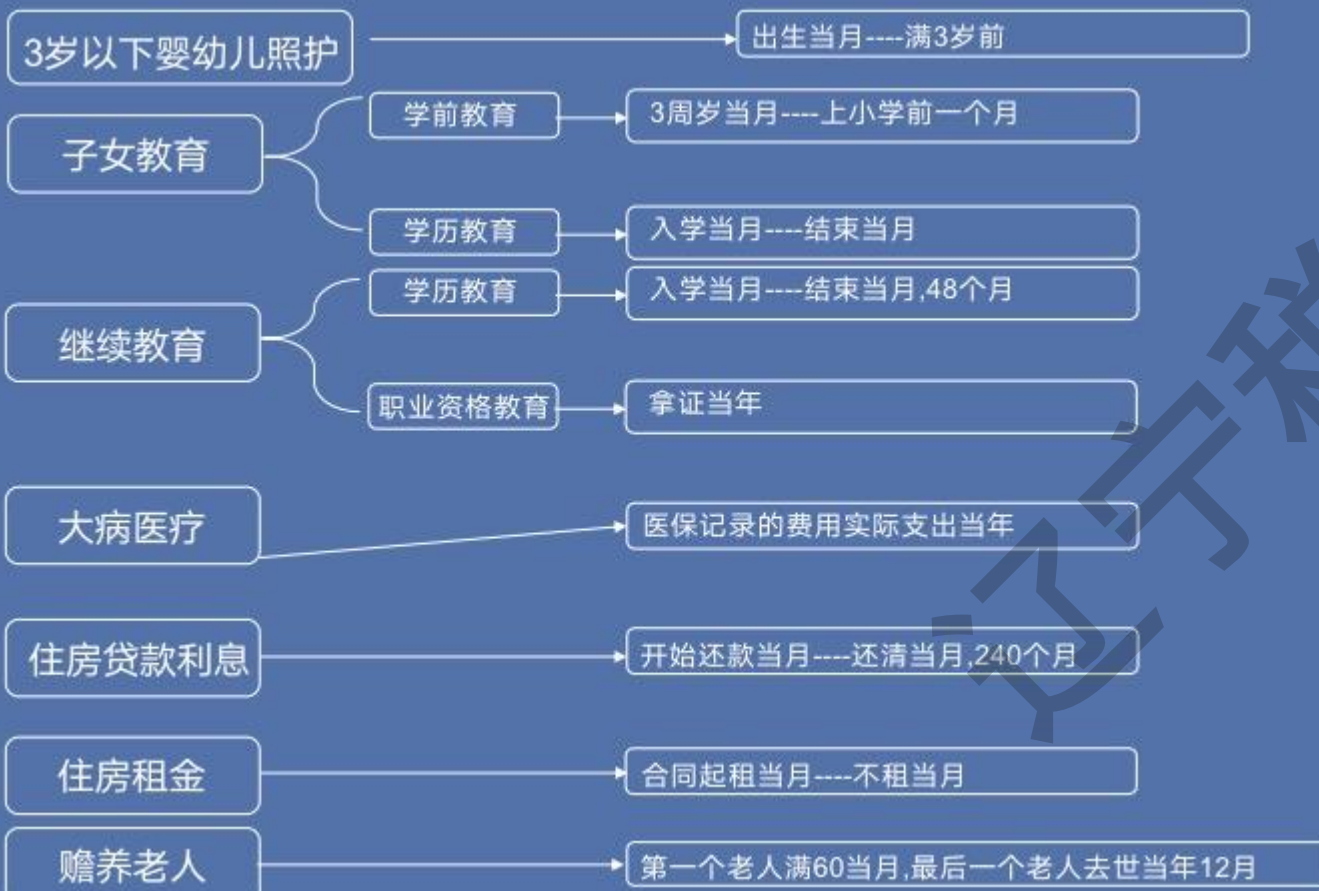 3岁以下婴幼儿照护
出生当月----满3岁前
子女教育
学前教育
3周岁当月----上小学前一个月
学历教育
入学当月----结束当月
继续教育
学历教育
入学当月----结束当月,48个月
职业资格教育
拿证当年
大病医疗
医保记录的费用实际支出当年
住房贷款利息
开始还款当月----还清当月,240个月
住房租金
合同起租当月----不租当月
赡养老人
第一个老人满60当月,最后一个老人去世当年12月
辽宁税